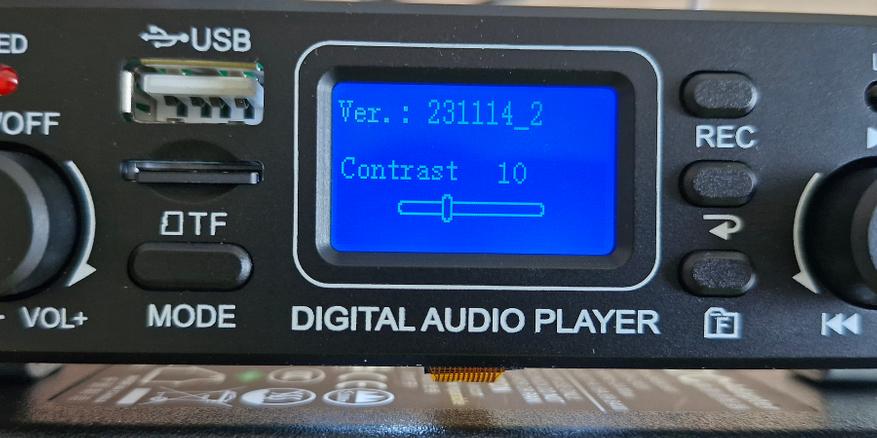 ED
USB
/OFF
Ver.: 231114_2
Contrast 10
REC
TF
VOL+
MODE
DIGITAL AUDIO PLAYER
F